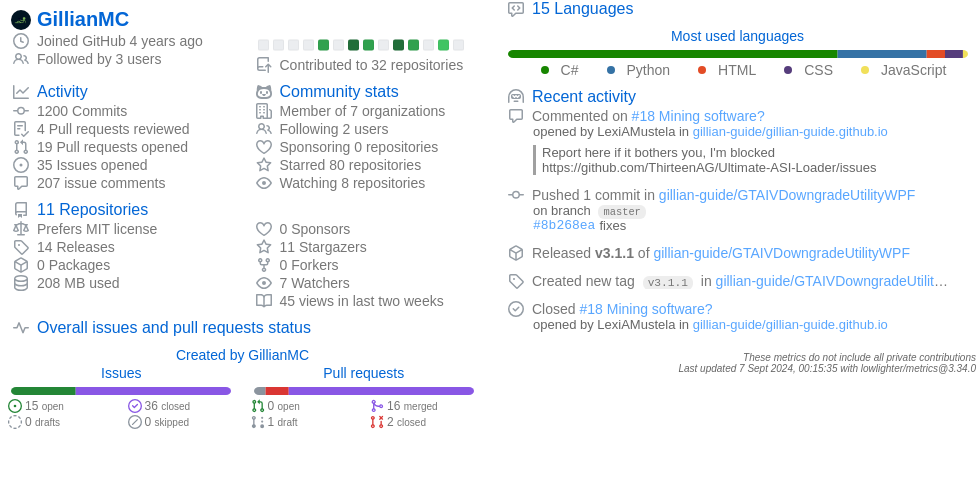 GillianMC
Joined GitHub 4 years ago
Followed by 3 users
Contributed to 32 repositories
Activity
1200 Commits
4 Pull requests reviewed
19 Pull requests opened
35 Issues opened
207 issue comments
Community stats
Member of 7 organizations
Following 2 users
Sponsoring 0 repositories
Starred 80 repositories
Watching 8 repositories
11 Repositories
Prefers MIT license
14 Releases
0 Packages
208 MB used
0 Sponsors
11 Stargazers
0 Forkers
7 Watchers
45 views in last two weeks
Overall issues and pull requests status
Created by GillianMC
Issues
15 open
36 closed
0 drafts
0 skipped
Pull requests
0 open
16 merged
1 draft
2 closed
15 Languages
Most used languages
C# Python HTML CSS JavaScript
Recent activity
Commented on #18 Mining software?
opened by LexiAMustela in gillian-guide/gillian-guide.github.io
Report here if it bothers you, I'm blocked
https://github.com/ThirteenAG/Ultimate-ASI-Loader/issues
Pushed 1 commit in gillian-guide/GTAIVDowngradeUtilityWPF
on branch master
#8b268ea fixes
Released v3.1.1 of gillian-guide/GTAIVDowngradeUtilityWPF
Created new tag v3.1.1 in gillian-guide/GTAIVDowngradeUtilit…
Closed #18 Mining software?
opened by LexiAMustela in gillian-guide/gillian-guide.github.io
These metrics do not include all private contributions
Last updated 7 Sept 2024, 00:15:35 with lowlighter/metrics@3.34.0